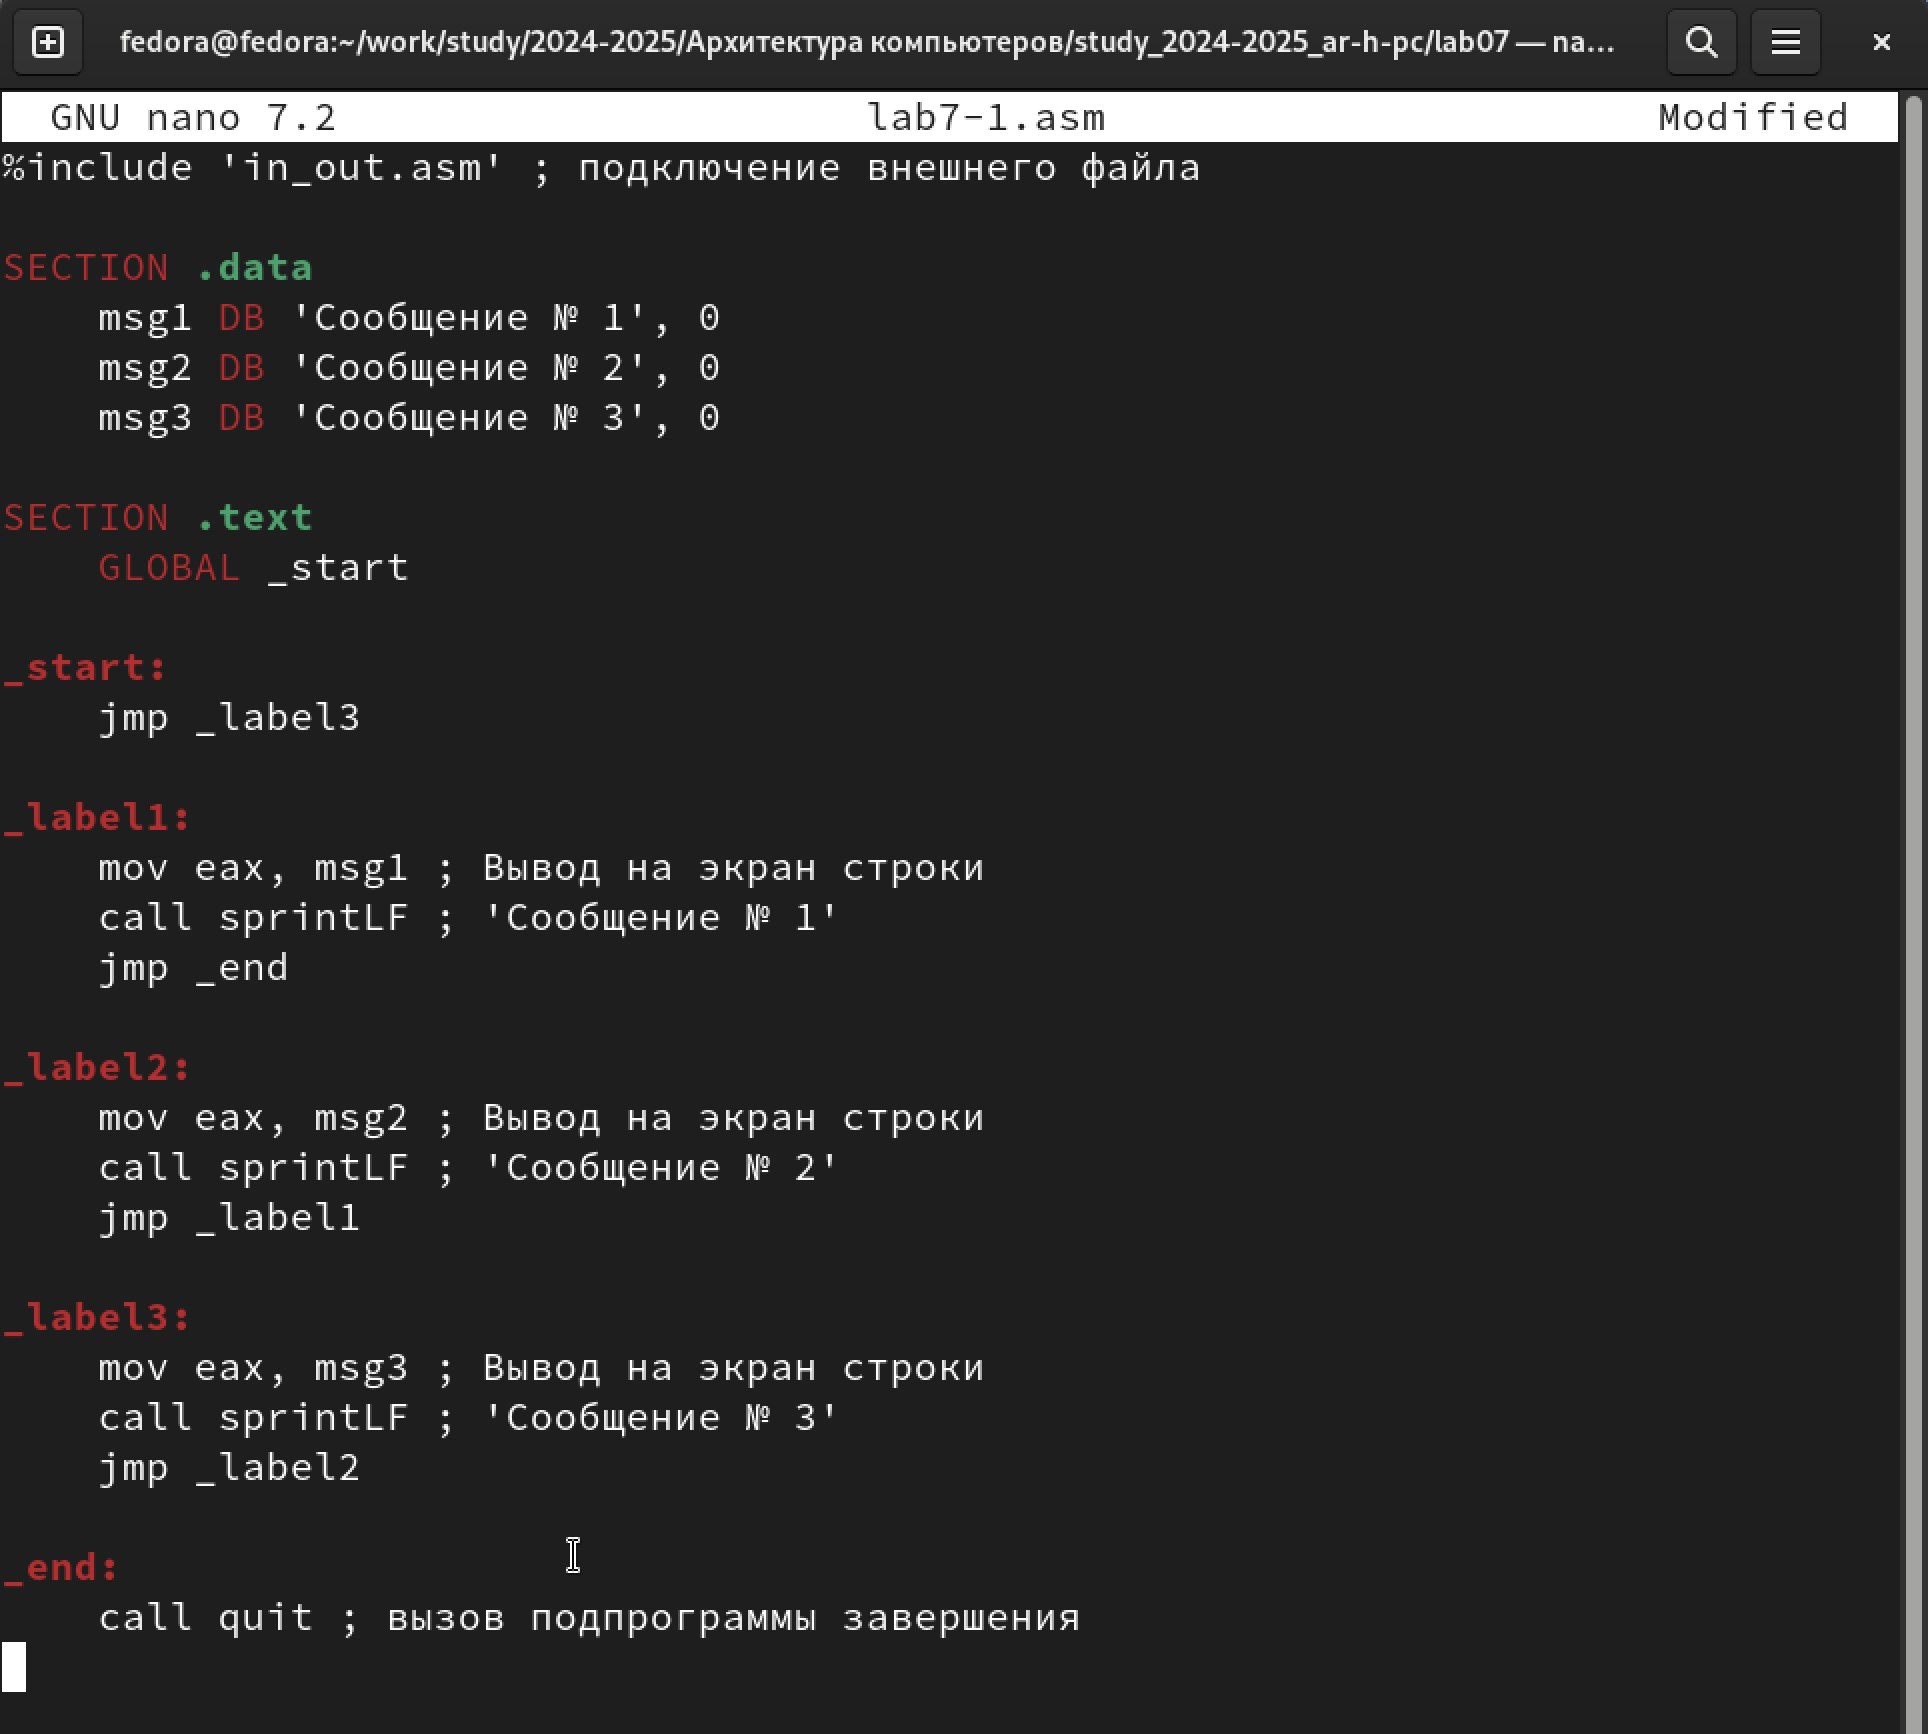 fedora@fedora:~/work/study/2024-2025/Архитектура компьютеров/study_2024-2025_ar-h-pc/lab07 — na...
GNU nano 7.2 lab7-1.asm Modified
%include 'in_out.asm' ; подключение внешнего файла
SECTION .data
msg1 DB 'Сообщение № 1', 0
msg2 DB 'Сообщение № 2', 0
msg3 DB 'Сообщение № 3', 0
SECTION .text
GLOBAL _start
_start:
jmp _label3
_label1:
mov eax, msg1 ; Вывод на экран строки
call sprintLF ; 'Сообщение № 1'
jmp _end
_label2:
mov eax, msg2 ; Вывод на экран строки
call sprintLF ; 'Сообщение № 2'
jmp _label1
_label3:
mov eax, msg3 ; Вывод на экран строки
call sprintLF ; 'Сообщение № 3'
jmp _label2
_end:
call quit ; вызов подпрограммы завершения